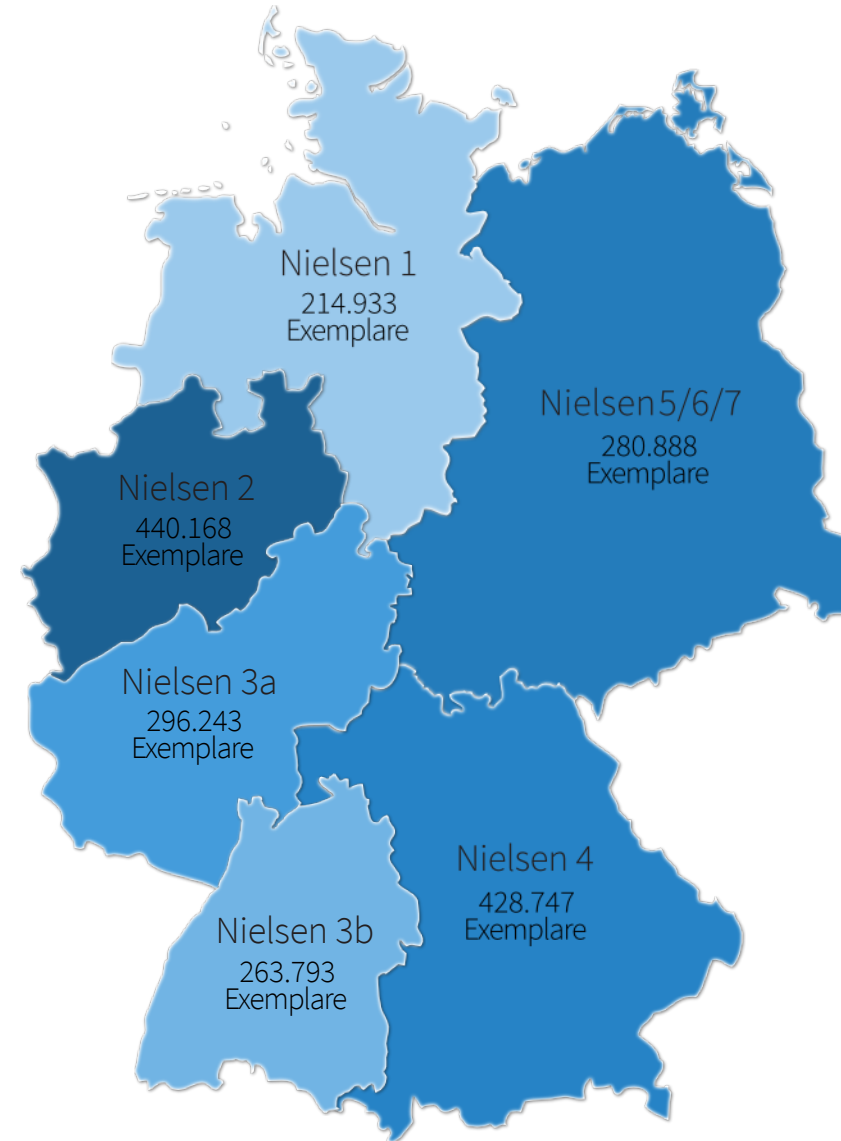 Nielsen 1
214.933
Exemplare
Nielsen 5/6/7
280.888
Exemplare
Nielsen 2
440.168
Exemplare
Nielsen 3a
296.243
Exemplare
Nielsen 4
428.747
Exemplare
Nielsen 3b
263.793
Exemplare